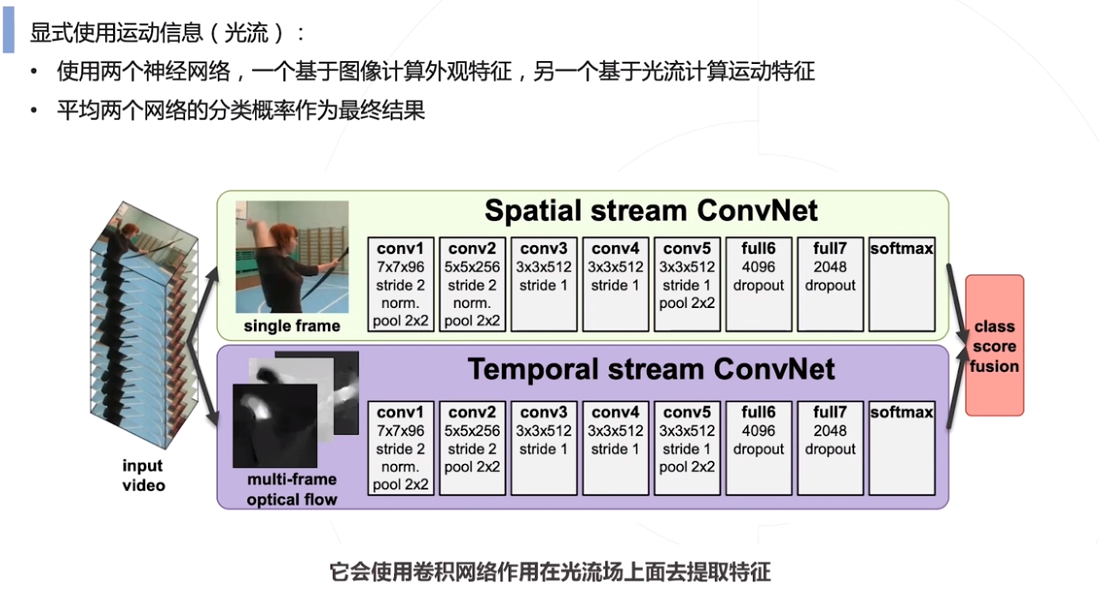 显式使用运动信息（光流）：
• 使用两个神经网络，一个基于图像计算外观特征，另一个基于光流计算运动特征
• 平均两个网络的分类概率作为最终结果
input
video
Spatial stream ConvNet
single frame
conv1
7x7x96
stride 2
norm.
pool 2x2
conv2
5x5x256
stride 2
norm.
pool 2x2
conv3
3x3x512
stride 1
conv4
3x3x512
stride 1
conv5
3x3x512
stride 1
pool 2x2
full6
4096
dropout
full7
2048
dropout
softmax
Temporal stream ConvNet
multi-frame
optical flow
conv1
7x7x96
stride 2
norm.
pool 2x2
conv2
5x5x256
stride 2
pool 2x2
conv3
3x3x512
stride 1
conv4
3x3x512
stride 1
conv5
3x3x512
stride 1
pool 2x2
full6
4096
dropout
full7
2048
dropout
softmax
class
score
fusion
它会使用卷积网络作用在光流场上面去提取特征